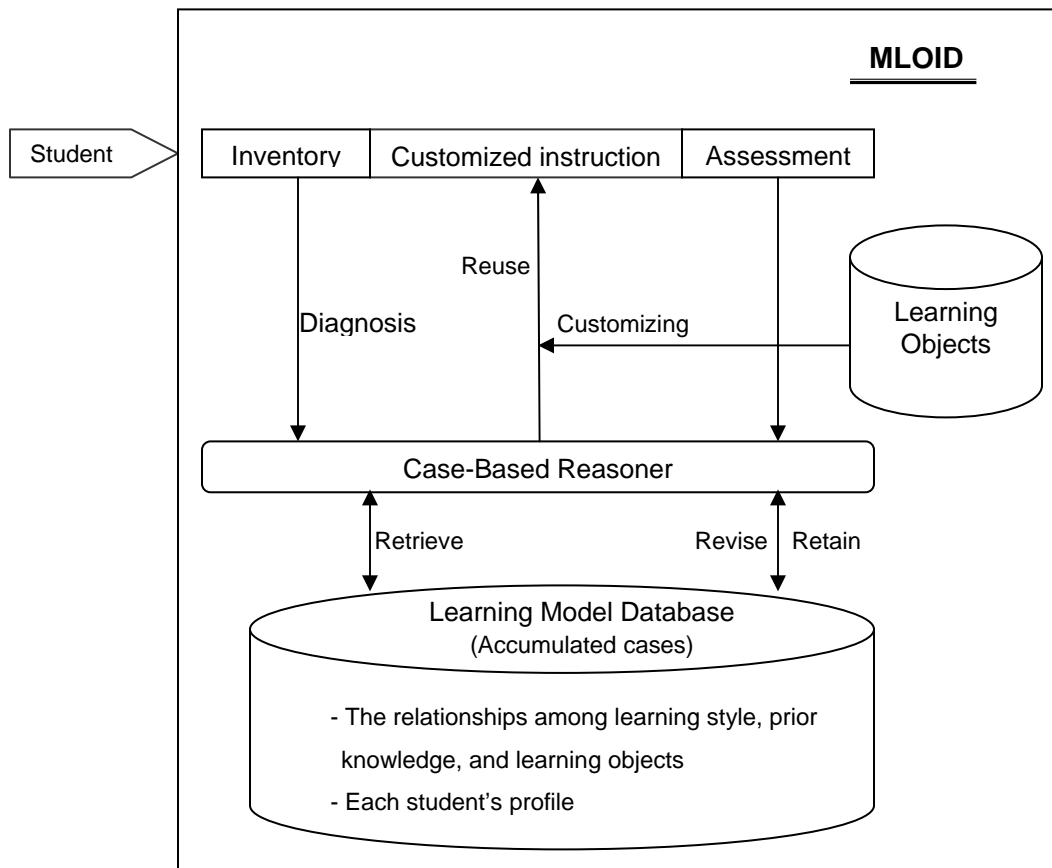 MLOID
Student
Inventory
Customized instruction
Assessment
Reuse
Diagnosis
Customizing
Learning
Objects
Case-Based Reasoner
Retrieve
Revise
Retain
Learning Model Database
(Accumulated cases)
- The relationships among learning style, prior
knowledge, and learning objects
- Each student’s profile